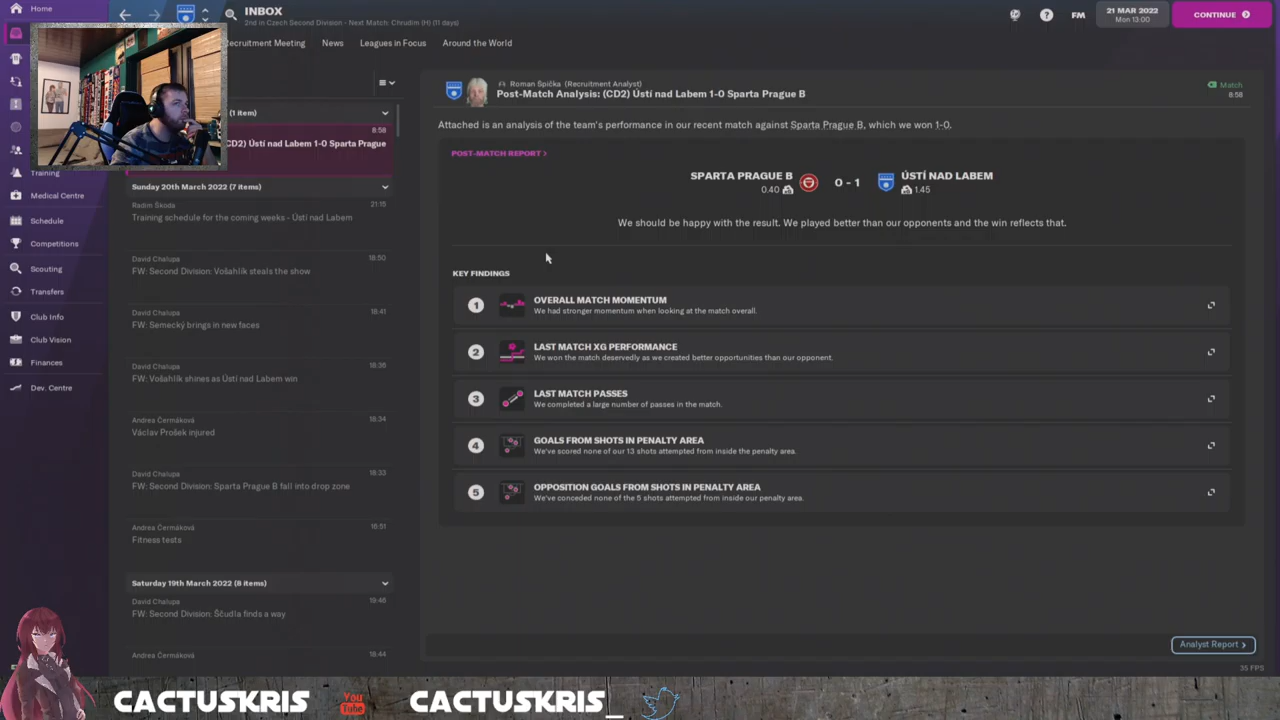 Home
INBOX
2nd in Czech Second Division - Next Match: Chrudim (H) (11 days)
FM
21 MAR 2022
Mon 13:00
CONTINUE
Recruitment Meeting
News
Leagues in Focus
Around the World
Training
Medical Centre
Schedule
Competitions
Scouting
Transfers
Club Info
Club Vision
Finances
Dev. Centre
(1 item)
8:58
CD2) Ústí nad Labem 1-0 Sparta Prague
Sunday 20th March 2022 (7 items)
Radim Škoda
21:15
Training schedule for the coming weeks - Ústí nad Labem
David Chalupa
18:50
FW: Second Division: Vošahlík steals the show
David Chalupa
18:41
FW: Semecký brings in new faces
David Chalupa
18:36
FW: Vošahlík shines as Ústí nad Labem win
Andrea Čermáková
18:34
Václav Prošek injured
David Chalupa
18:33
FW: Second Division: Sparta Prague B fall into drop zone
Andrea Čermáková
16:51
Fitness tests
Saturday 19th March 2022 (8 items)
David Chalupa
19:46
FW: Second Division: Ščudla finds a way
Andrea Čermáková
18:44
Roman Špička (Recruitment Analyst)
Post-Match Analysis: (CD2) Ústí nad Labem 1-0 Sparta Prague B
Match
8:58
Attached is an analysis of the team's performance in our recent match against Sparta Prague B, which we won 1-0.
POST-MATCH REPORT >
SPARTA PRAGUE B
0.40
0 - 1
ÚSTÍ NAD LABEM
1.45
We should be happy with the result. We played better than our opponents and the win reflects that.
KEY FINDINGS
1
OVERALL MATCH MOMENTUM
We had stronger momentum when looking at the match overall.
2
LAST MATCH XG PERFORMANCE
We won the match deservedly as we created better opportunities than our opponent.
3
LAST MATCH PASSES
We completed a large number of passes in the match.
4
GOALS FROM SHOTS IN PENALTY AREA
We've scored none of our 13 shots attempted from inside the penalty area.
5
OPPOSITION GOALS FROM SHOTS IN PENALTY AREA
We've conceded none of the 5 shots attempted from inside our penalty area.
Analyst Report >
35 FPS
CACTUSKRIS
You
Tube
CACTUSKRIS_